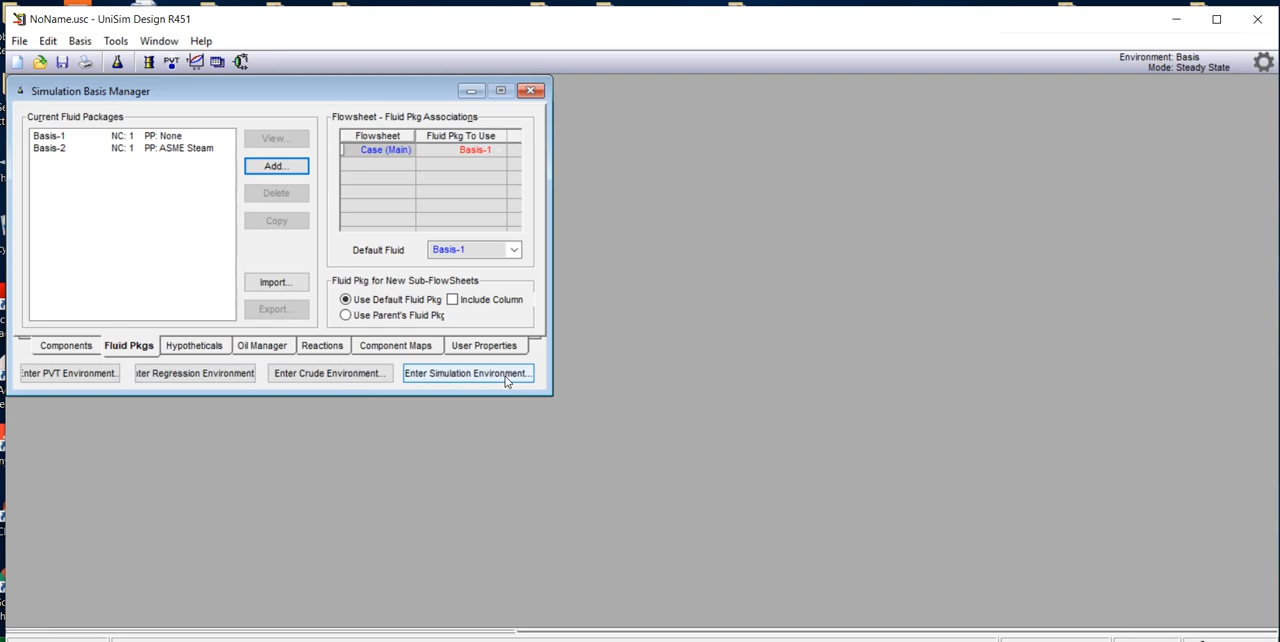 NoName.usc - UniSim Design R451
File Edit Basis Tools Window Help
PVT
Environment: Basis
Mode: Steady State
Simulation Basis Manager
Current Fluid Packages
Basis-1 NC: 1 PP: None
Basis-2 NC: 1 PP: ASME Steam
View...
Add...
Delete
Copy
Import...
Export...
Flowsheet - Fluid Pkg Associations
Flowsheet Fluid Pkg To Use
Case (Main) Basis-1
Default Fluid Basis-1
Fluid Pkg for New Sub-FlowSheets
Use Default Fluid Pkg Include Column
Use Parent's Fluid Pkg
Components Fluid Pkgs Hypotheticals Oil Manager Reactions Component Maps User Properties
nter PVT Environment.. ter Regression Environment Enter Crude Environment... Enter Simulation Environment...